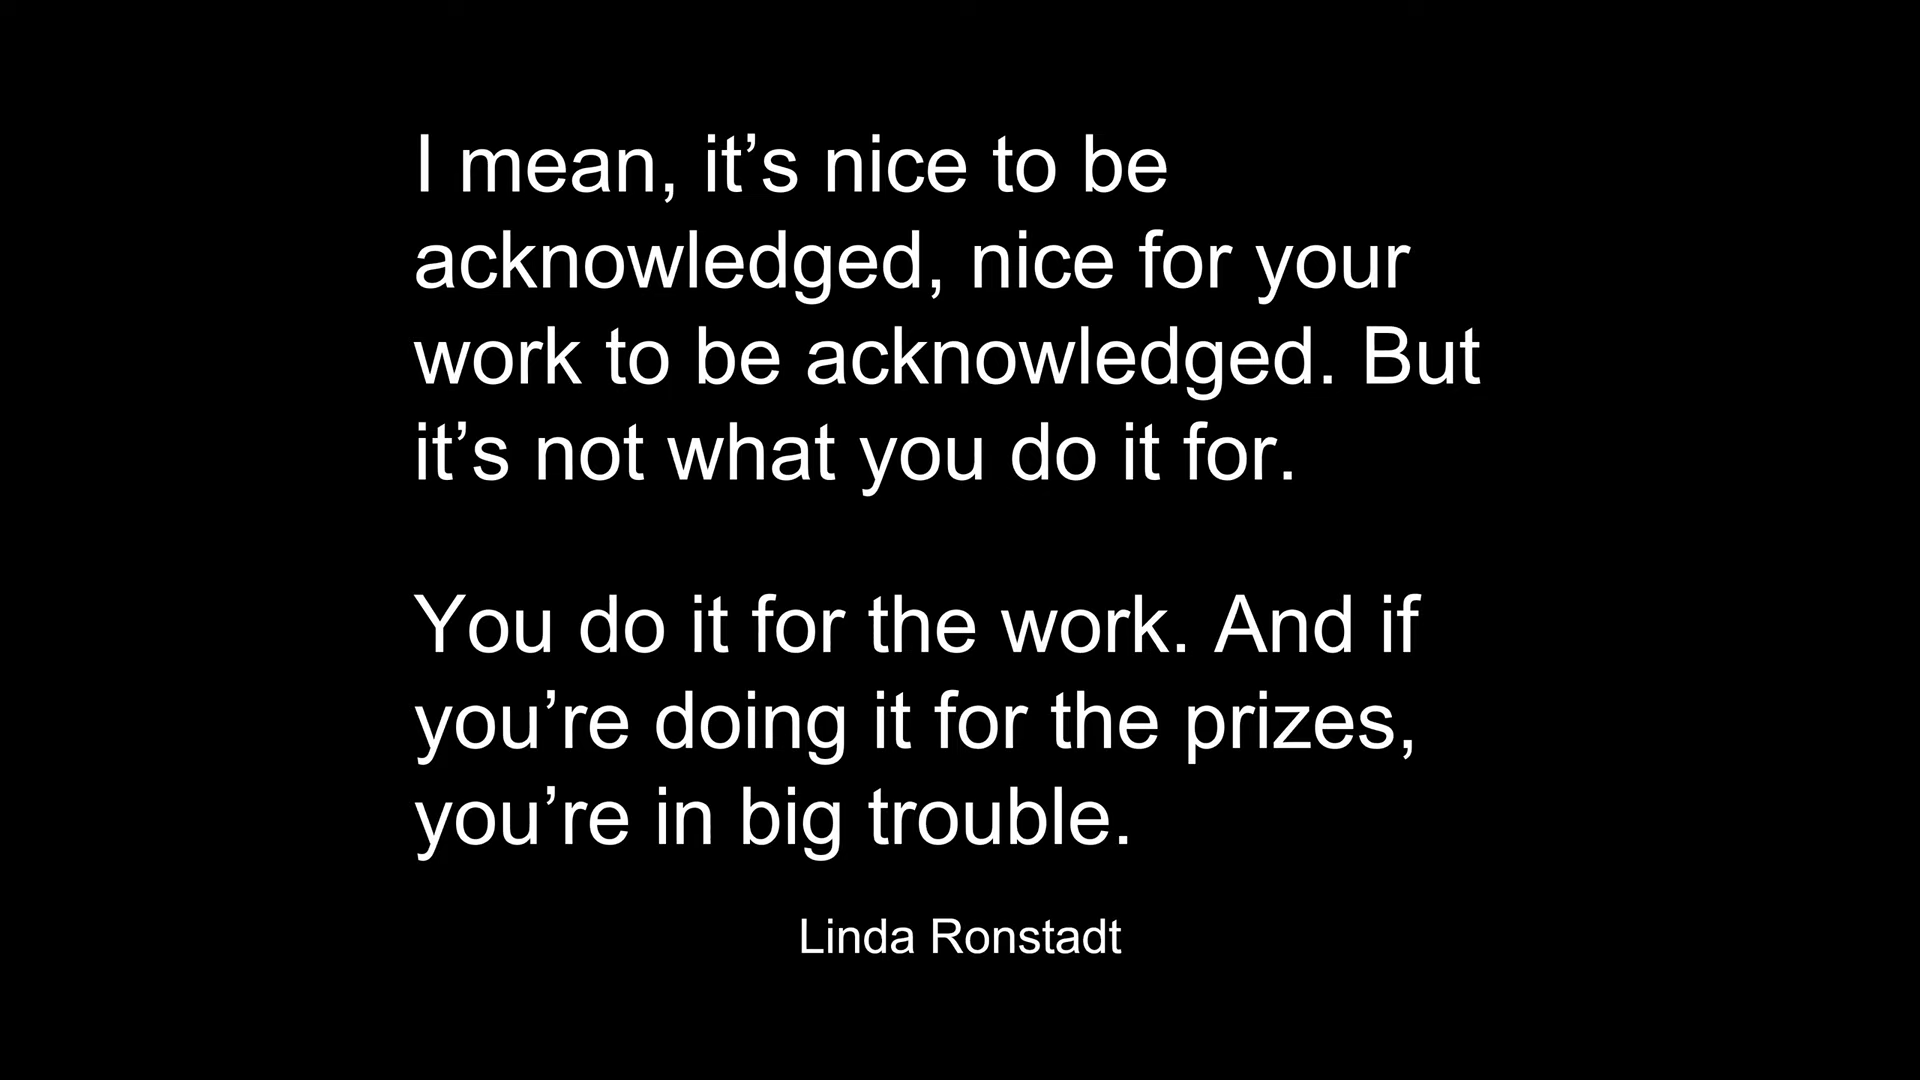 I mean, it’s nice to be
acknowledged, nice for your
work to be acknowledged. But
it’s not what you do it for.
You do it for the work. And if
you’re doing it for the prizes,
you’re in big trouble.
Linda Ronstadt